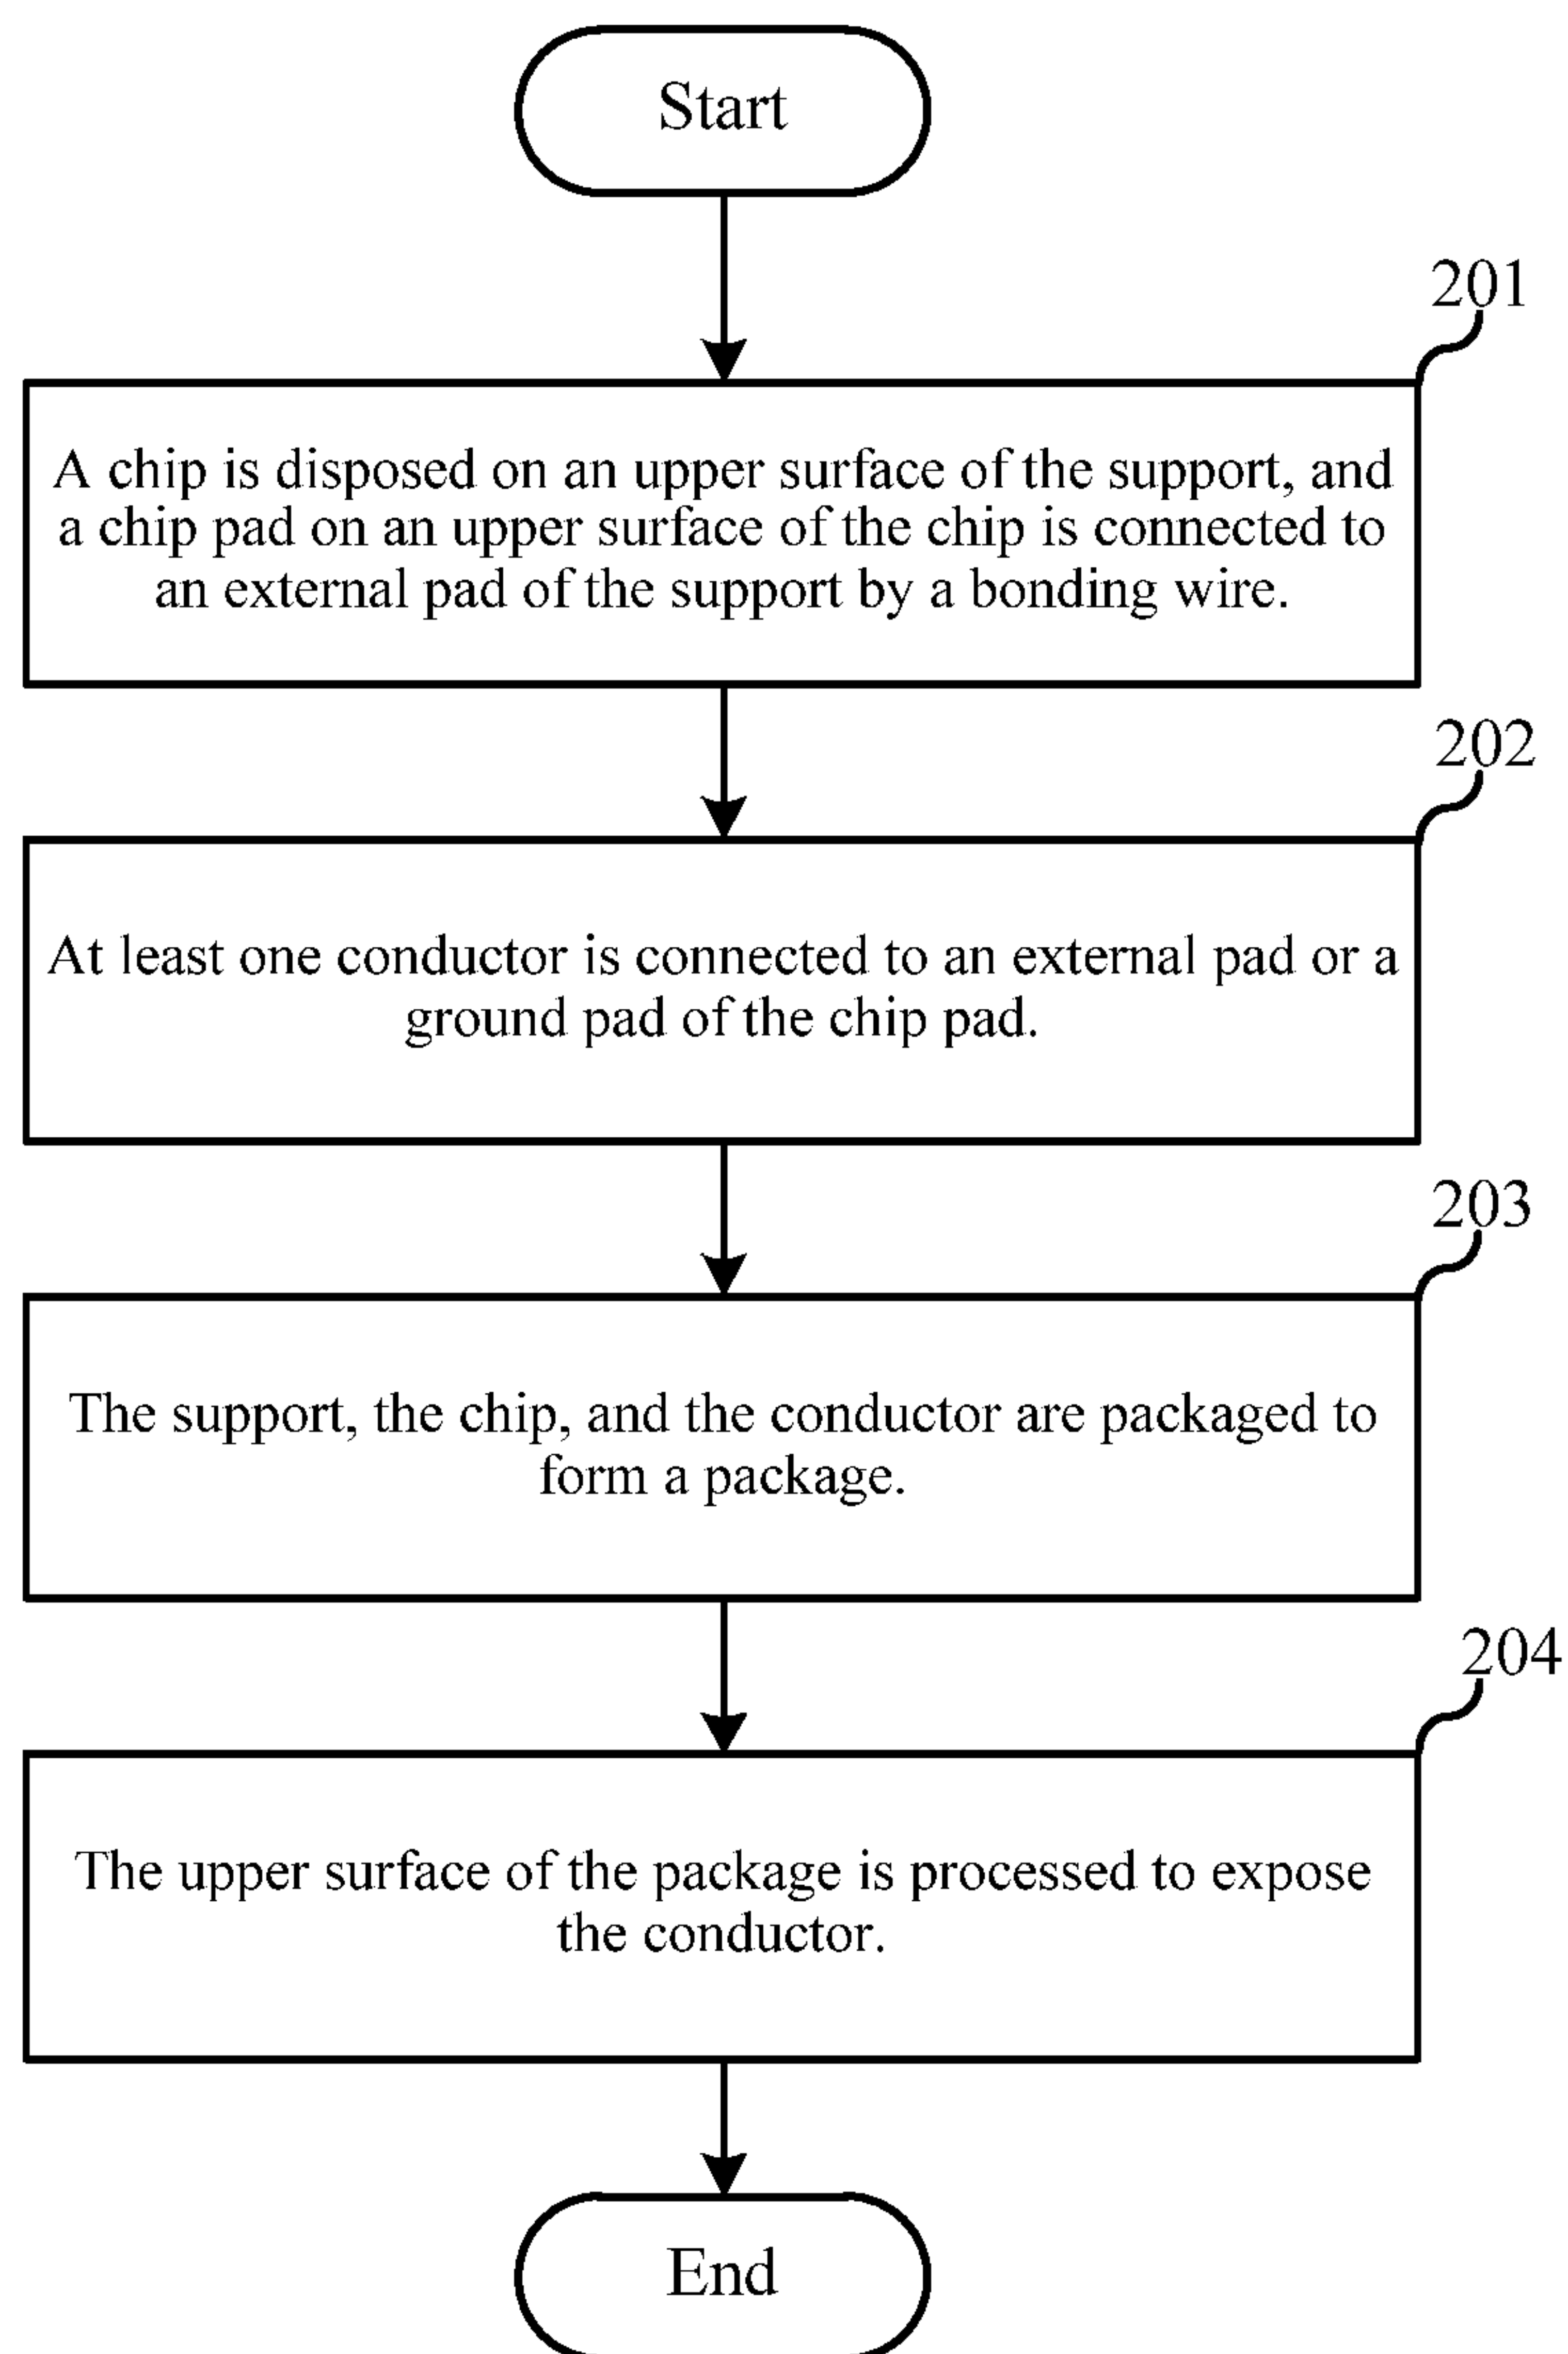 Start
201
A chip is disposed on an upper surface of the support, and
a chip pad on an upper surface of the chip is connected to
an external pad of the support by a bonding wire.
202
At least one conductor is connected to an external pad or a
ground pad of the chip pad.
203
The support, the chip, and the conductor are packaged to
form a package.
204
The upper surface of the package is processed to expose
the conductor.
End